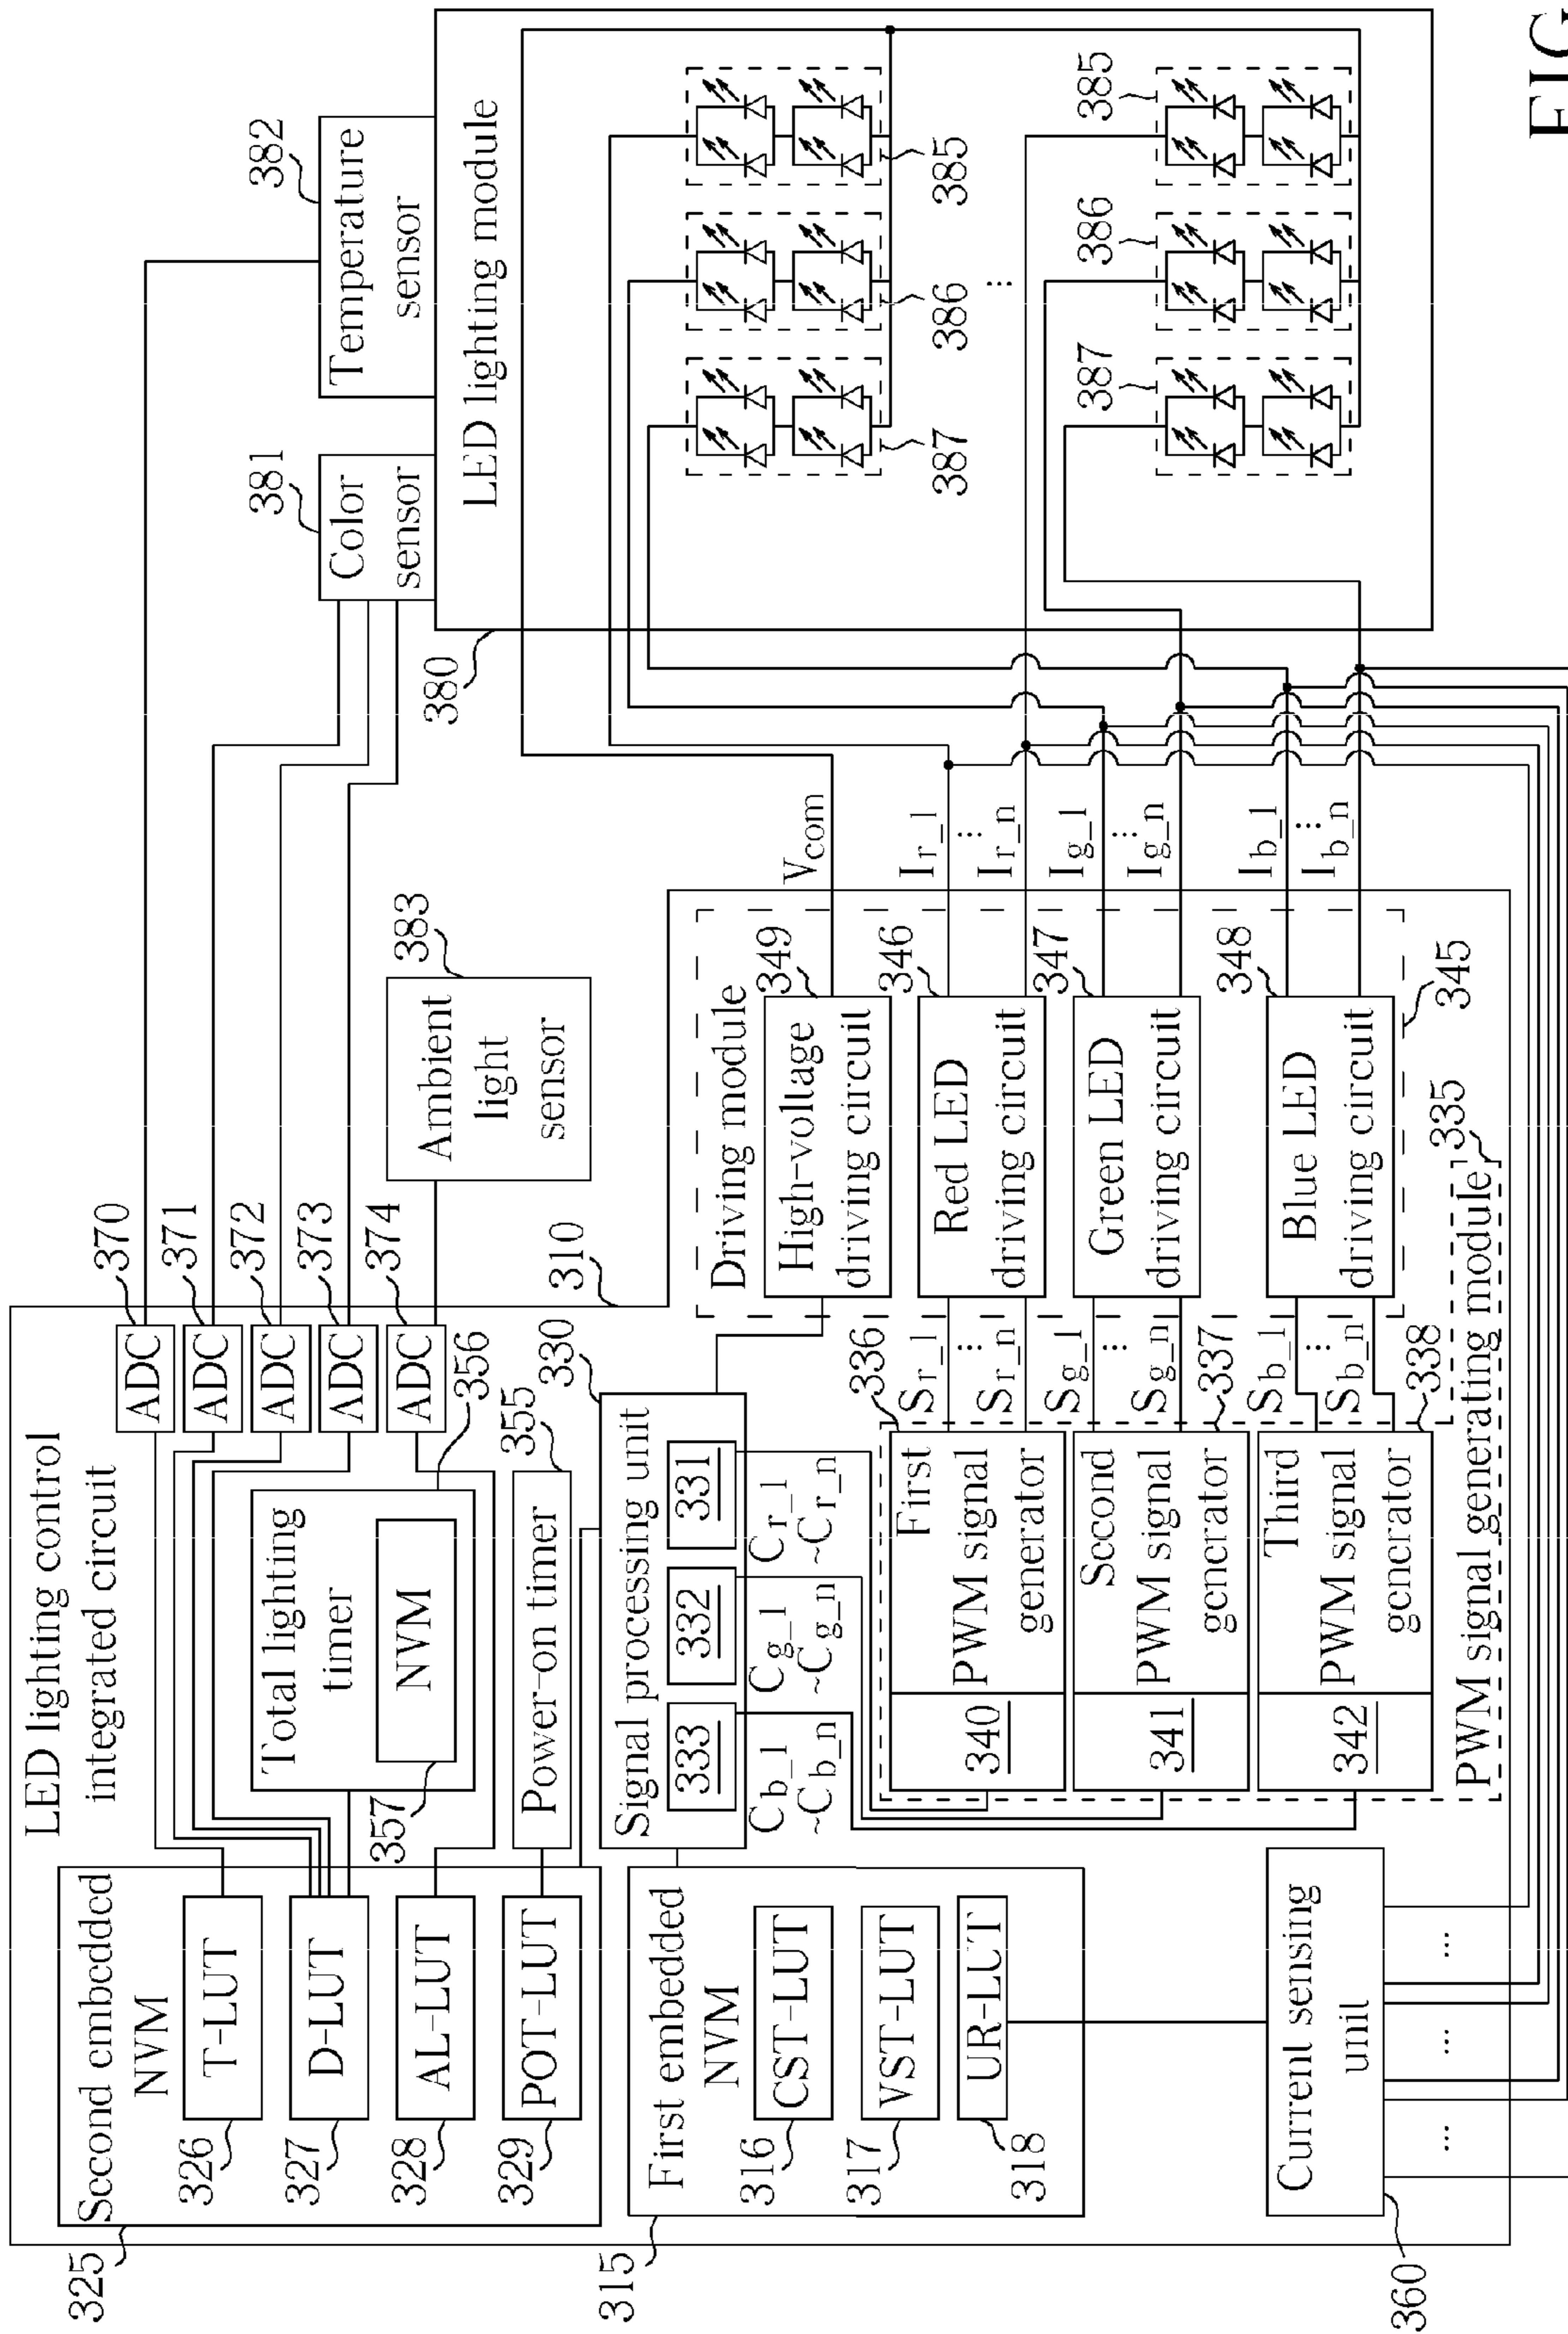 LED lighting control
integrated circuit
325
Second embedded
NVM
326
T-LUT
327
D-LUT
328
AL-LUT
329
POT-LUT
315
First embedded
NVM
316
CST-LUT
317
VST-LUT
318
UR-LUT
360
Current sensing
unit
...
...
...
Total lighting
timer
NVM
357
356
Power-on timer
355
ADC
370
ADC
371
ADC
372
ADC
373
ADC
374
310
330
Signal processing unit
333
332
331
Cb_1
~Cb_n
Cg_1
~Cg_n
Cr_1
~Cr_n
340
First
PWM signal
generator
336
341
Second
PWM signal
generator
337
342
Third
PWM signal
generator
338
PWM signal generating module
335
Sr_1
...
Sr_n
Sg_1
...
Sg_n
Sb_1
...
Sb_n
Driving module
High-voltage
driving circuit
349
Red LED
driving circuit
346
Green LED
driving circuit
347
Blue LED
driving circuit
348
345
Ambient
light
sensor
383
Vcom
Ir_1
...
Ir_n
Ig_1
...
Ig_n
Ib_1
...
Ib_n
380
Color
sensor
381
Temperature
sensor
382
LED lighting module
387
386
385
...
387
386
385
FIG